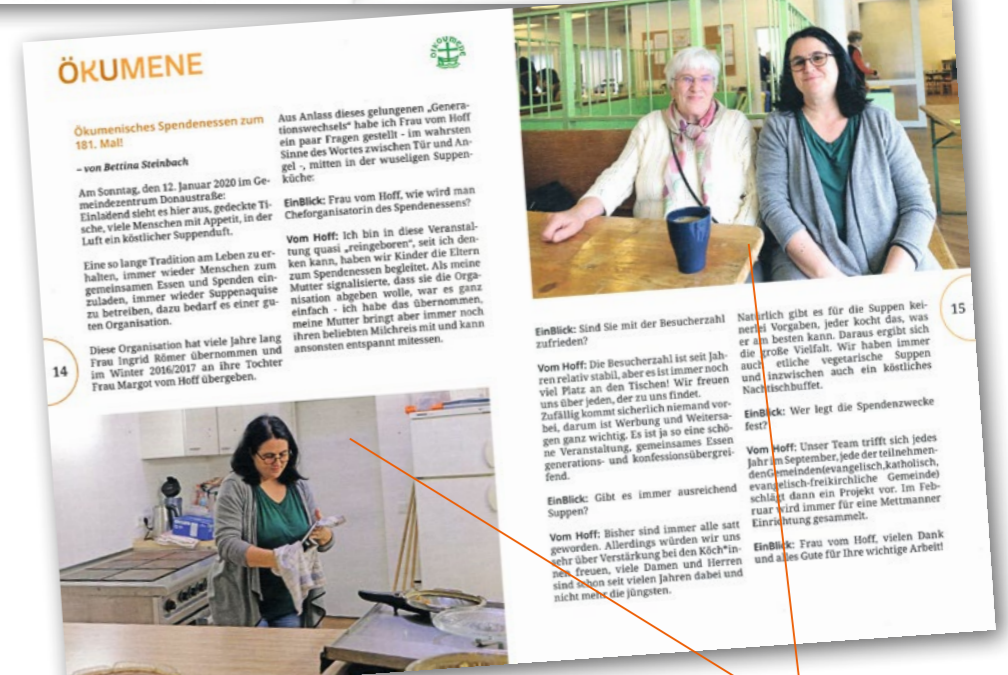 ÖKUMENE
ÖKOUMENE
Ökumenisches Spendenessen zum
181. Mal!
– von Bettina Steinbach
Am Sonntag, den 12. Januar 2020 im Ge-
meindezentrum Donaustraße:
Einladend sieht es hier aus, gedeckte Ti-
sche, viele Menschen mit Appetit, in der
Luft ein köstlicher Suppenduft.
Eine so lange Tradition am Leben zu er-
halten, immer wieder Menschen zum
gemeinsamen Essen und Spenden ein-
zuladen, immer wieder Suppenaquise
zu betreiben, dazu bedarf es einer gu-
ten Organisation.
Diese Organisation hat viele Jahre lang
Frau Ingrid Römer übernommen und
im Winter 2016/2017 an ihre Tochter
Frau Margot vom Hoff übergeben.
14
Aus Anlass dieses gelungenen „Genera-
tionswechsels“ habe ich Frau vom Hoff
ein paar Fragen gestellt - im wahrsten
Sinne des Wortes zwischen Tür und An-
gel -, mitten in der wuseligen Suppen-
küche:
EinBlick: Frau vom Hoff, wie wird man
Cheforganisatorin des Spendenessens?
Vom Hoff: Ich bin in diese Veranstal-
tung quasi „reingeboren“, seit ich den-
ken kann, haben wir Kinder die Eltern
zum Spendenessen begleitet. Als meine
Mutter signalisierte, dass sie die Orga-
nisation abgeben wolle, war es ganz
einfach - ich habe das übernommen,
meine Mutter bringt aber immer noch
ihren beliebten Milchreis mit und kann
ansonsten entspannt mitessen.
EinBlick: Sind Sie mit der Besucherzahl
zufrieden?
Vom Hoff: Die Besucherzahl ist seit Jah-
ren relativ stabil, aber es ist immer noch
viel Platz an den Tischen! Wir freuen
uns über jeden, der zu uns findet.
Zufällig kommt sicherlich niemand vor-
bei, darum ist Werbung und Weitersa-
gen ganz wichtig. Es ist ja so eine schö-
ne Veranstaltung, gemeinsames Essen
generations- und konfessionsübergrei-
fend.
EinBlick: Gibt es immer ausreichend
Suppen?
Vom Hoff: Bisher sind immer alle satt
geworden. Allerdings würden wir uns
sehr über Verstärkung bei den Köch*in-
nen freuen, viele Damen und Herren
sind schon seit vielen Jahren dabei und
nicht mehr die jüngsten.
Natürlich gibt es für die Suppen kei-
nerlei Vorgaben, jeder kocht das, was
er am besten kann. Daraus ergibt sich
die große Vielfalt. Wir haben immer
auch etliche vegetarische Suppen
und inzwischen auch ein köstliches
Nachtischbuffet.
EinBlick: Wer legt die Spendenzwecke
fest?
Vom Hoff: Unser Team trifft sich jedes
Jahr im September, jede der teilnehmen-
denGemeinden(evangelisch,katholisch,
evangelisch-freikirchliche Gemeinde)
schlägt dann ein Projekt vor. Im Feb-
ruar wird immer für eine Mettmanner
Einrichtung gesammelt.
EinBlick: Frau vom Hoff, vielen Dank
und alles Gute für Ihre wichtige Arbeit!
15